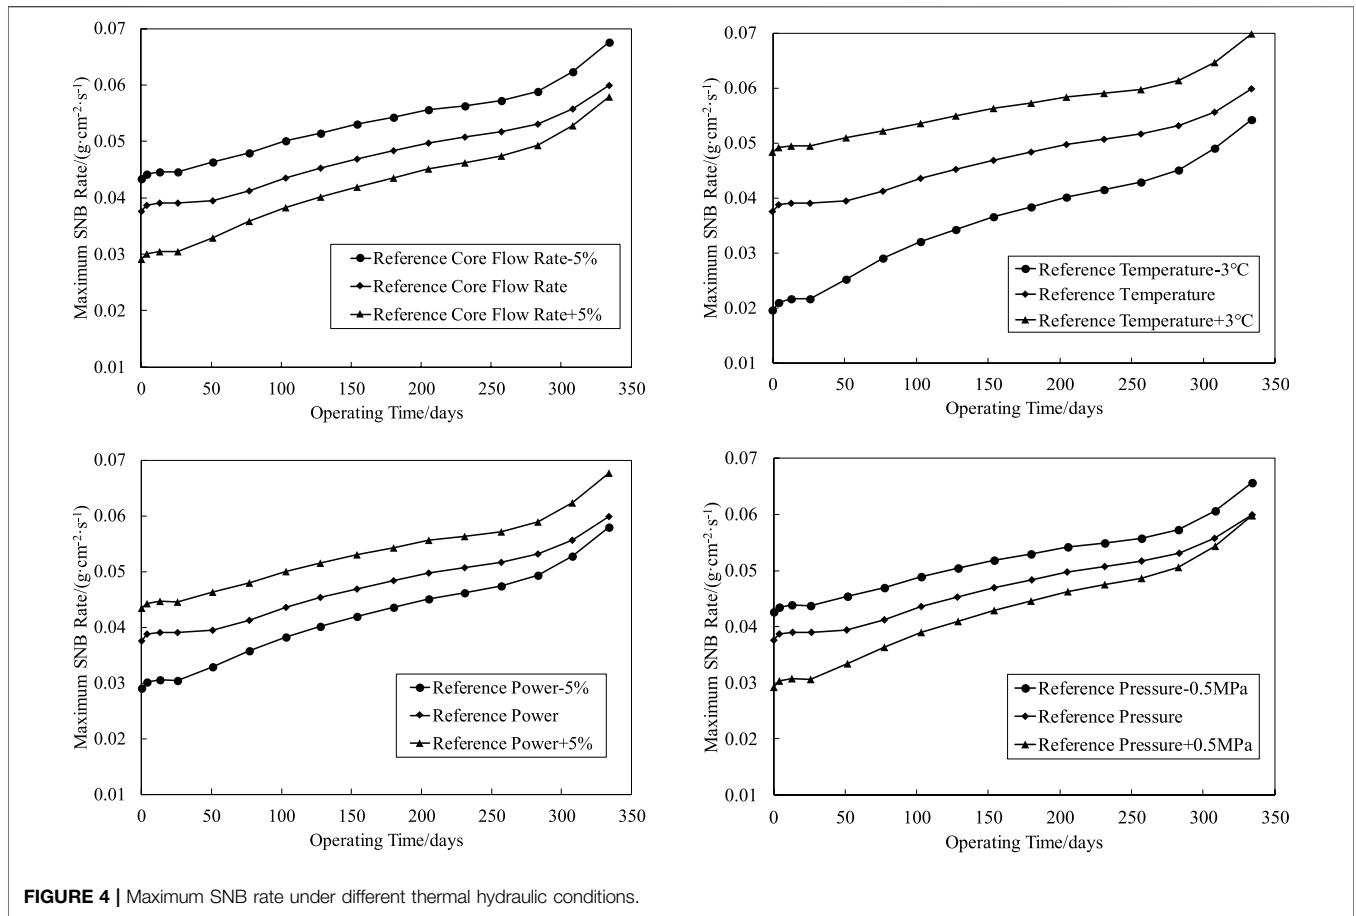 0.07
0.06
0.05
0.04
0.03
0.02
0.01
Maximum SNB Rate/(g·cm⁻²·s⁻¹)
Reference Core Flow Rate-5%
Reference Core Flow Rate
Reference Core Flow Rate+5%
0 50 100 150 200 250 300 350
Operating Time/days
0.07
0.06
0.05
0.04
0.03
0.02
0.01
Maximum SNB Rate/(g·cm⁻²·s⁻¹)
Reference Temperature-3°C
Reference Temperature
Reference Temperature+3°C
0 50 100 150 200 250 300 350
Operating Time/days
0.07
0.06
0.05
0.04
0.03
0.02
0.01
Maximum SNB Rate/(g·cm⁻²·s⁻¹)
Reference Power-5%
Reference Power
Reference Power+5%
0 50 100 150 200 250 300 350
Operating Time/days
0.07
0.06
0.05
0.04
0.03
0.02
0.01
Maximum SNB Rate/(g·cm⁻²·s⁻¹)
Reference Pressure-0.5MPa
Reference Pressure
Reference Pressure+0.5MPa
0 50 100 150 200 250 300 350
Operating Time/days
FIGURE 4 | Maximum SNB rate under different thermal hydraulic conditions.